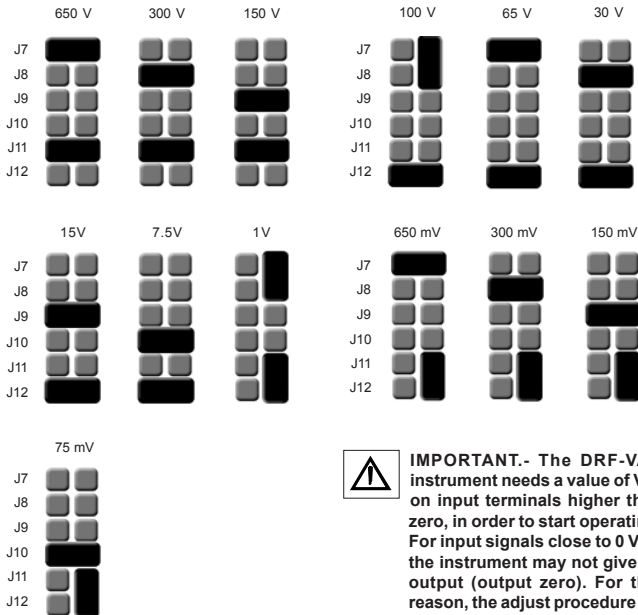 650 V 300 V 150 V
J7
J8
J9
J10
J11
J12
100 V 65 V 30 V
J7
J8
J9
J10
J11
J12
15V 7.5V 1V
J7
J8
J9
J10
J11
J12
650 mV 300 mV 150 mV
J7
J8
J9
J10
J11
J12
75 mV
J7
J8
J9
J10
J11
J12
IMPORTANT.- The DRF-VA
instrument needs a value of V
on input terminals higher th
zero, in order to start operatin
For input signals close to 0 V
the instrument may not give
output (output zero). For th
reason, the adjust procedure